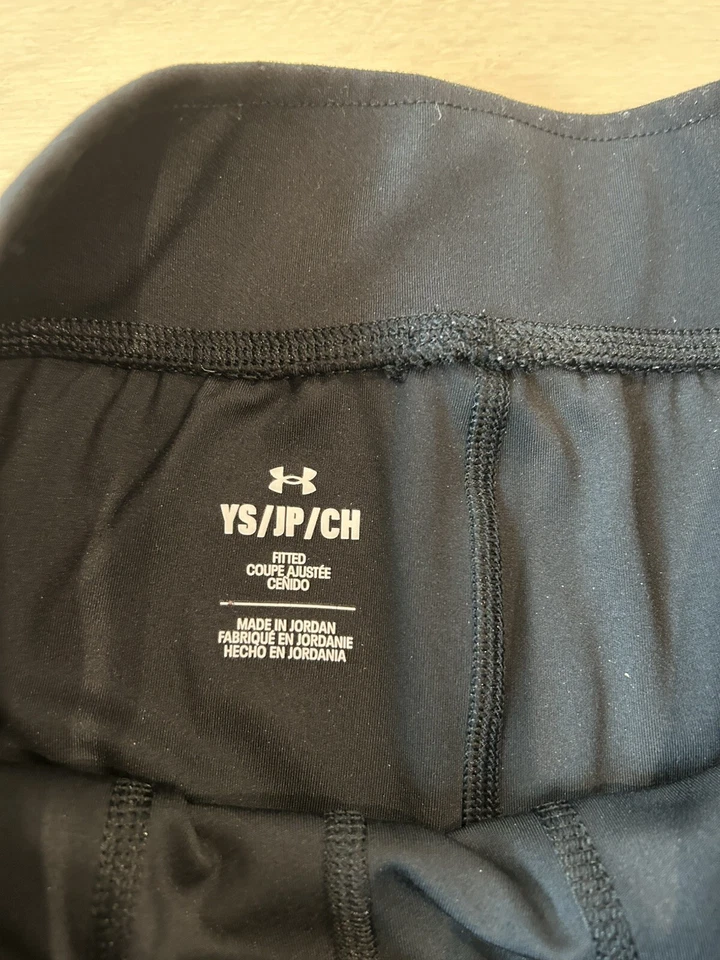 YS/JP/CH
FITTED
COUPE AJUSTÉE
CEÑIDO
MADE IN JORDAN
FABRIQUÉ EN JORDANIE
HECHO EN JORDANIA